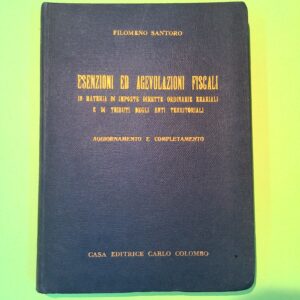 FILOMENO SANTORO
ESENZIONI ED AGEVOLAZIONI FISCALI
IN MATERIA DI IMPOSTE DIRETTE ORDINARIE ERARIALI
E DI TRIBUTI DEGLI ENTI TERRITORIALI
AGGIORNAMENTO E COMPLETAMENTO
CASA EDITRICE CARLO COLOMBO